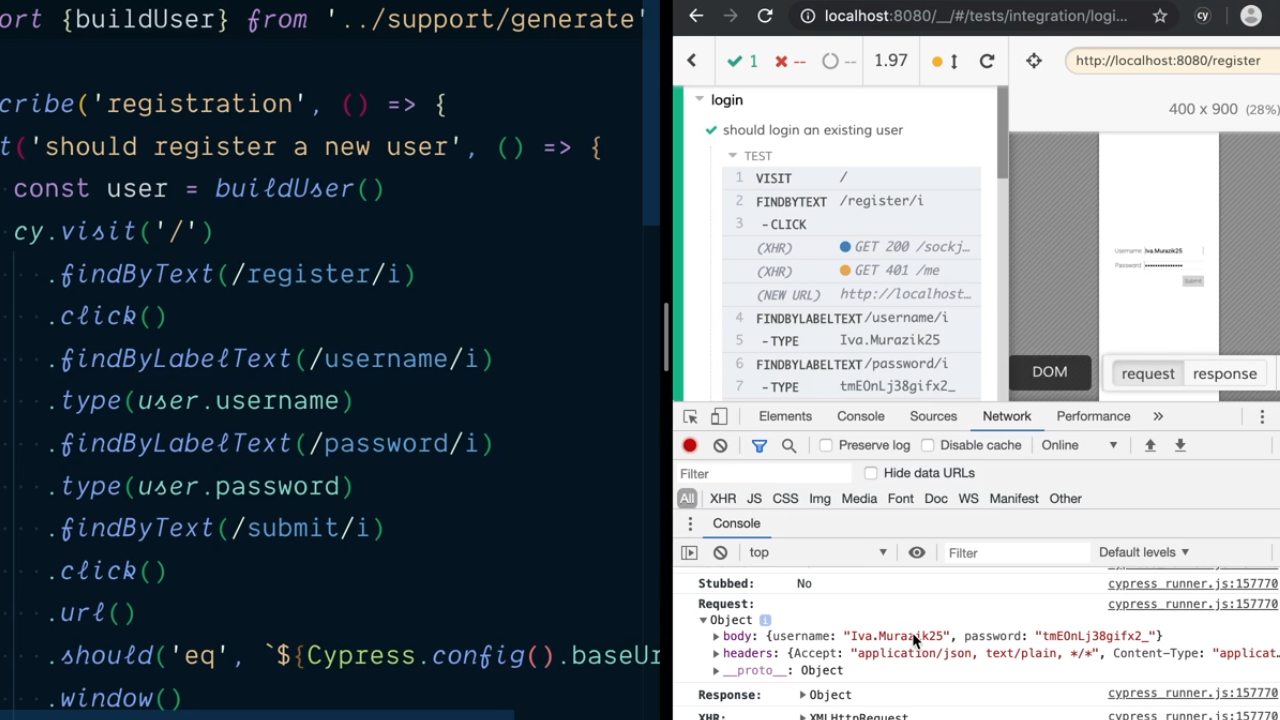 ort {buildUser} from '../support/generate'
cribe('registration', () => {
t('should register a new user', () => {
const user = buildUser()
cy.visit('/')
.findByText(/register/i)
.click()
.findByLabelText(/username/i)
.type(user.username)
.findByLabelText(/password/i)
.type(user.password)
.findByText(/submit/i)
.click()
.url()
.should('eq', `${Cypress.config().baseUr
.window()
localhost:8080/__/#/tests/integration/logi...
cy
1 -- -- 1.97
http://localhost:8080/register
400 x 900 (28%)
login
should login an existing user
TEST
1 VISIT /
2 FINDBYTEXT /register/i
3 -CLICK
(XHR) GET 200 /sockj…
(XHR) GET 401 /me
(NEW URL) http://localhost…
4 FINDBYLABELTEXT /username/i
5 -TYPE Iva.Murazik25
6 FINDBYLABELTEXT /password/i
7 -TYPE tmEOnLj38gifx2_
Username Iva.Murazik25
Password ••••••••••••••
Submit
DOM
request response
Elements Console Sources Network Performance »
Preserve log Disable cache Online
Filter Hide data URLs
All XHR JS CSS Img Media Font Doc WS Manifest Other
Console
top Filter Default levels
Stubbed: No cypress_runner.js:157770
Request: cypress_runner.js:157770
Object i
body: {username: "Iva.Murazik25", password: "tmEOnLj38gifx2_"}
headers: {Accept: "application/json, text/plain, */*", Content-Type: "applicat…
__proto__: Object
Response: Object cypress_runner.js:157770
XHR: XMLHttpRequest cypress_runner.js:157770